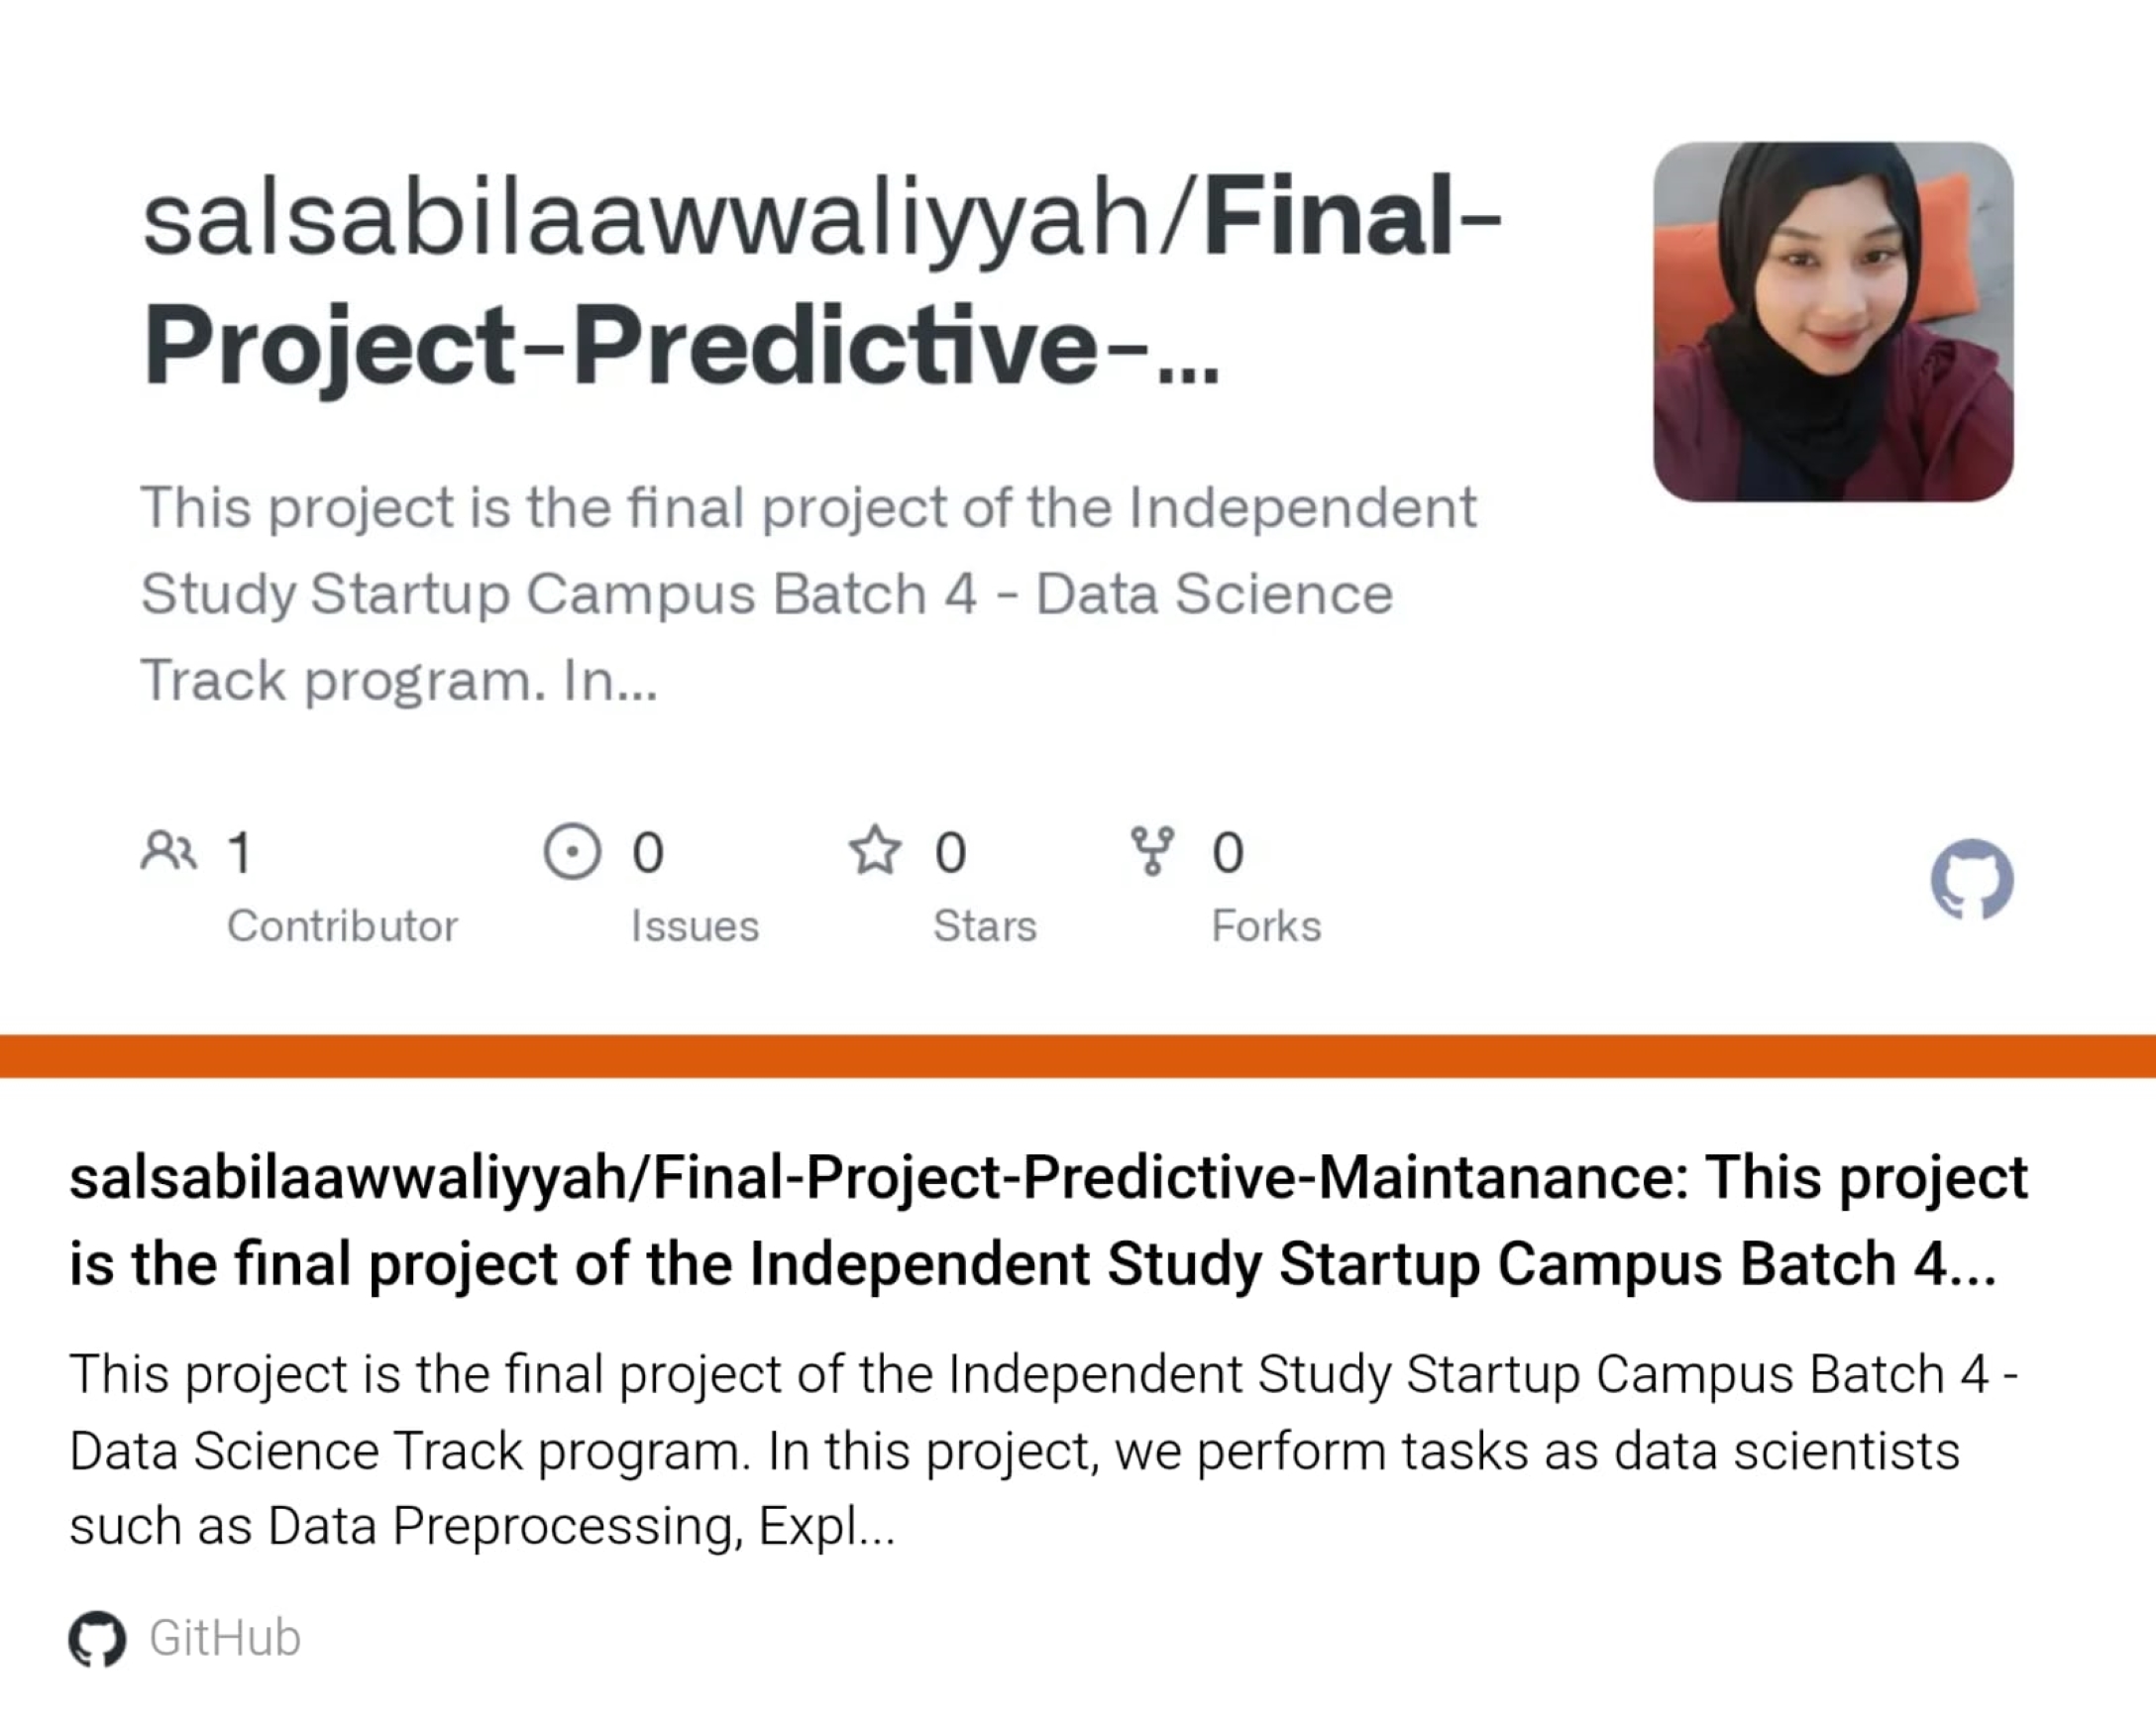 salsabilaawwaliyyah/Final-
Project-Predictive-...
This project is the final project of the Independent
Study Startup Campus Batch 4 - Data Science
Track program. In...
1 0 0 0
Contributor Issues Stars Forks
salsabilaawwaliyyah/Final-Project-Predictive-Maintanance: This project
is the final project of the Independent Study Startup Campus Batch 4...
This project is the final project of the Independent Study Startup Campus Batch 4 -
Data Science Track program. In this project, we perform tasks as data scientists
such as Data Preprocessing, Expl...
GitHub